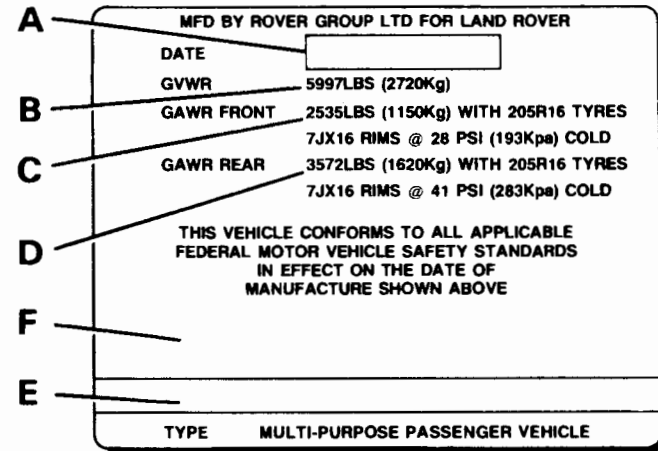 A
MFD BY ROVER GROUP LTD FOR LAND ROVER
DATE
B
GVWR 5997LBS (2720Kg)
GAWR FRONT 2535LBS (1150Kg) WITH 205R16 TYRES
7JX16 RIMS @ 28 PSI (193Kpa) COLD
C
GAWR REAR 3572LBS (1620Kg) WITH 205R16 TYRES
7JX16 RIMS @ 41 PSI (283Kpa) COLD
D
THIS VEHICLE CONFORMS TO ALL APPLICABLE
FEDERAL MOTOR VEHICLE SAFETY STANDARDS
IN EFFECT ON THE DATE OF
MANUFACTURE SHOWN ABOVE
F
E
TYPE MULTI-PURPOSE PASSENGER VEHICLE